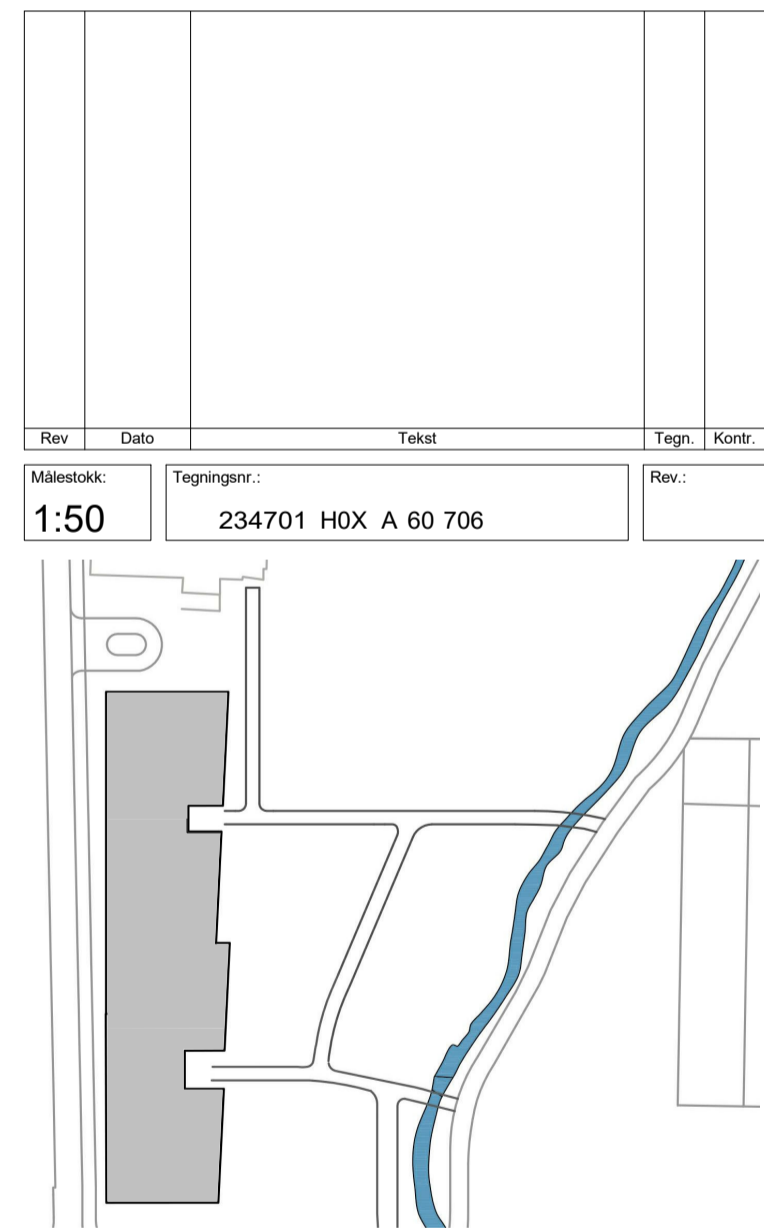 Rev Dato Tekst Tegn. Kontr.
Målestokk: Tegningsnr.: Rev.:
1:50 234701 H0X A 60 706